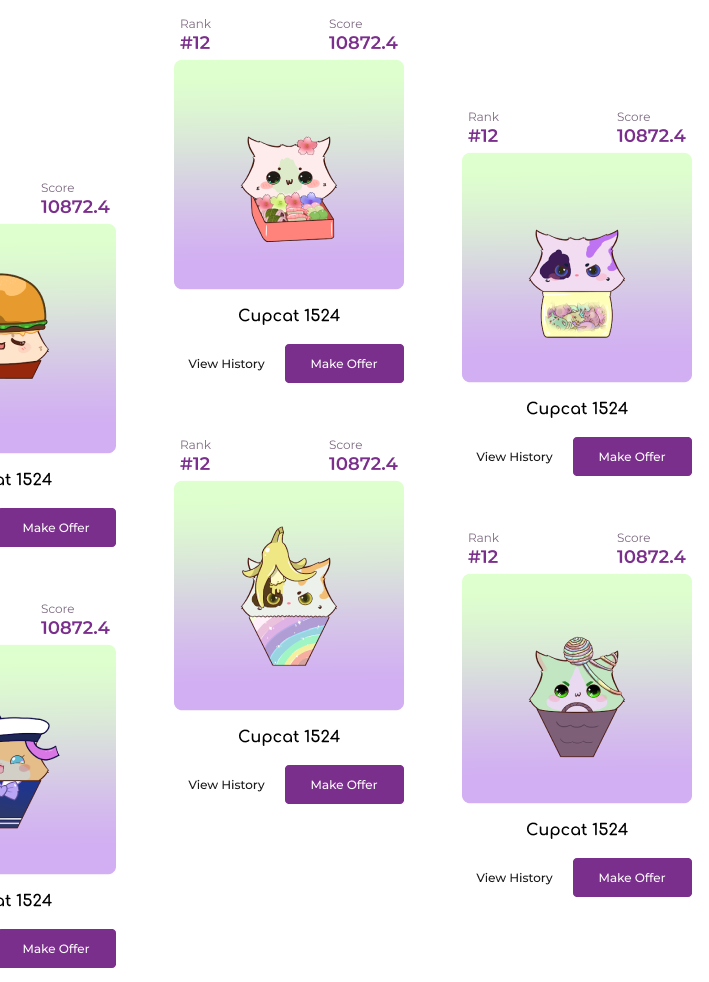 Score
10872.4
at 1524
Make Offer
Score
10872.4
at 1524
Make Offer
Rank Score
#12 10872.4
Cupcat 1524
View History Make Offer
Rank Score
#12 10872.4
Cupcat 1524
View History Make Offer
Rank Score
#12 10872.4
Cupcat 1524
View History Make Offer
Rank Score
#12 10872.4
Cupcat 1524
View History Make Offer